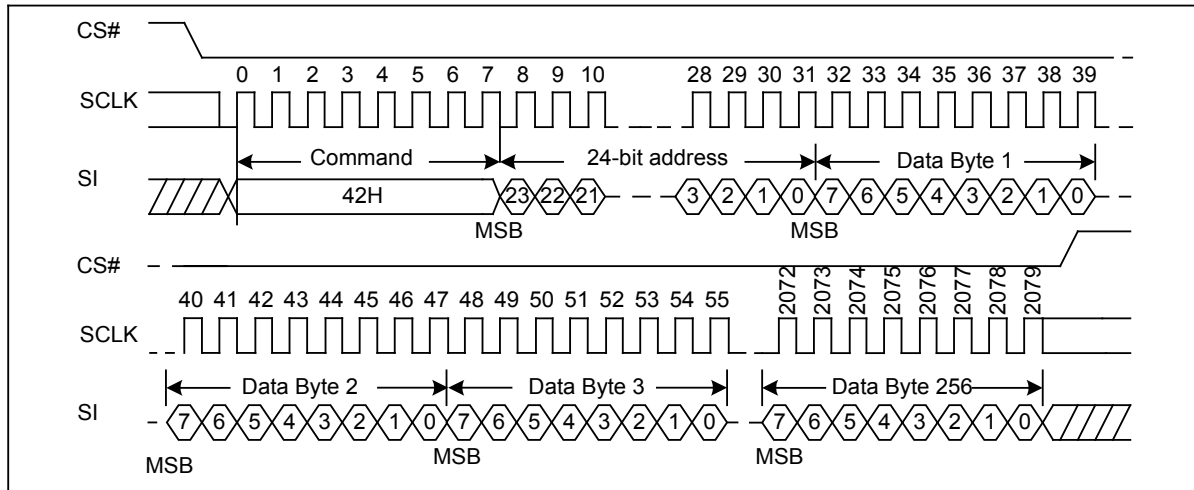 CS#
0 1 2 3 4 5 6 7 8 9 10 28 29 30 31 32 33 34 35 36 37 38 39
SCLK
Command 24-bit address Data Byte 1
SI
42H 23 22 21 3 2 1 0 7 6 5 4 3 2 1 0
MSB MSB
CS#
40 41 42 43 44 45 46 47 48 49 50 51 52 53 54 55 2072 2073 2074 2075 2076 2077 2078 2079
SCLK
Data Byte 2 Data Byte 3 Data Byte 256
SI
7 6 5 4 3 2 1 0 7 6 5 4 3 2 1 0 7 6 5 4 3 2 1 0
MSB MSB MSB